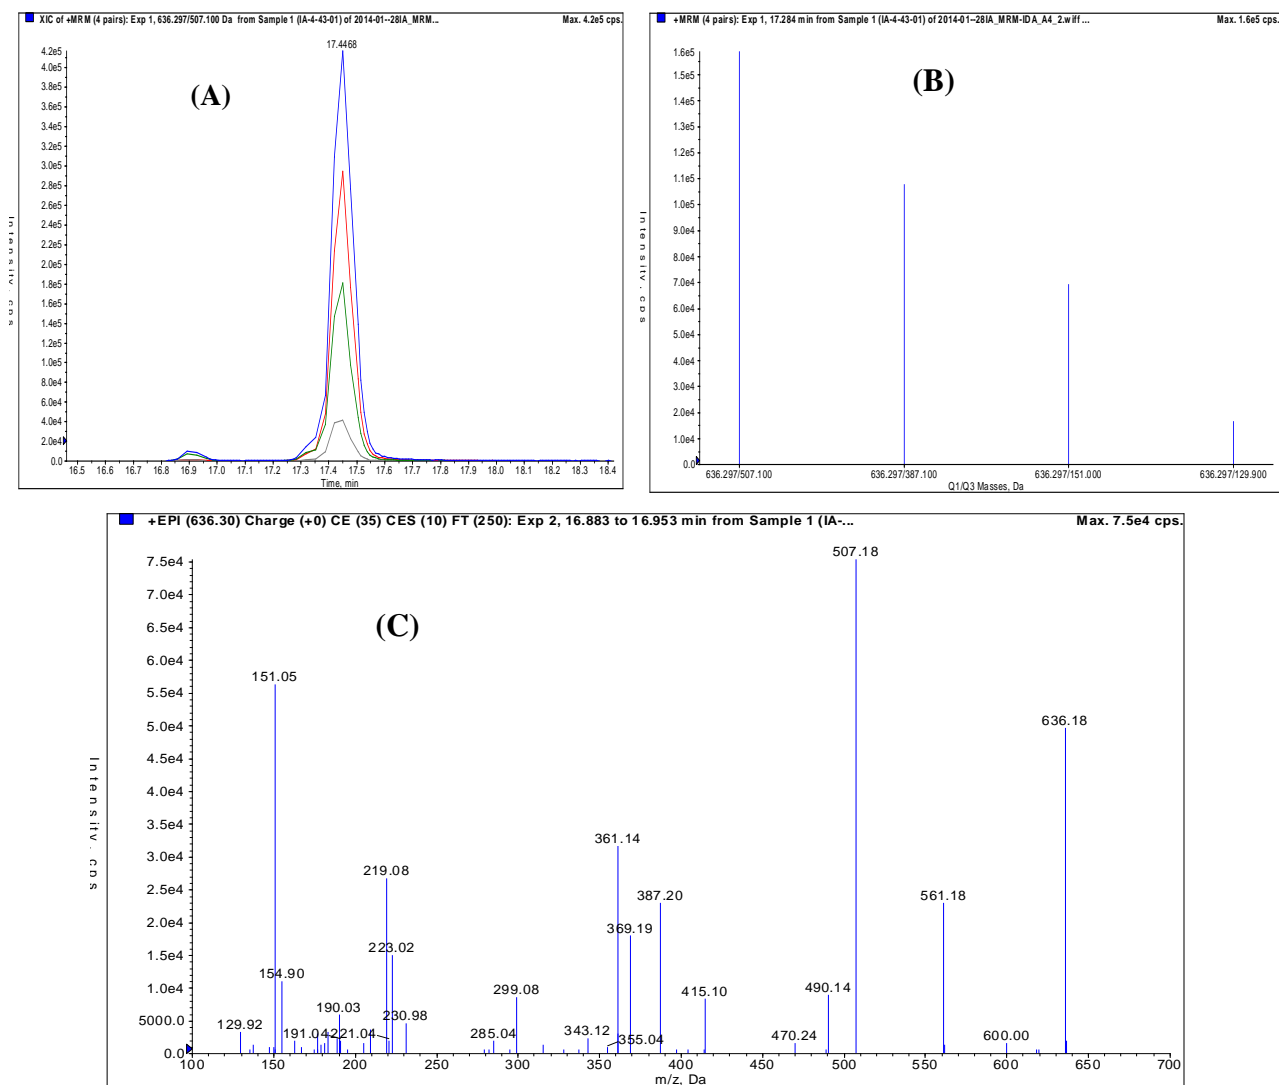 XIC of +MRM (4 pairs): Exp 1, 636.297/507.100 Da from Sample 1 (IA-4-43-01) of 2014-01--28IA_MRM... Max. 4.2e5 cps.
17.4468
(A)
4.2e5
4.0e5
3.8e5
3.6e5
3.4e5
3.2e5
3.0e5
2.8e5
2.6e5
2.4e5
2.2e5
2.0e5
1.8e5
1.6e5
1.4e5
1.2e5
1.0e5
8.0e4
6.0e4
4.0e4
2.0e4
0.0
Intensity, cps
16.5 16.6 16.7 16.8 16.9 17.0 17.1 17.2 17.3 17.4 17.5 17.6 17.7 17.8 17.9 18.0 18.1 18.2 18.3 18.4
Time, min
+MRM (4 pairs): Exp 1, 17.284 min from Sample 1 (IA-4-43-01) of 2014-01--28IA_MRM-IDA_A4_2.wiff ... Max. 1.6e5 cps.
(B)
1.6e5
1.5e5
1.4e5
1.3e5
1.2e5
1.1e5
1.0e5
9.0e4
8.0e4
7.0e4
6.0e4
5.0e4
4.0e4
3.0e4
2.0e4
1.0e4
0.0
Intensity, cps
636.297/507.100 636.297/387.100 636.297/151.000 636.297/129.900
Q1/Q3 Masses, Da
+EPI (636.30) Charge (+0) CE (35) CES (10) FT (250): Exp 2, 16.883 to 16.953 min from Sample 1 (IA-... Max. 7.5e4 cps.
(C)
7.5e4
7.0e4
6.5e4
6.0e4
5.5e4
5.0e4
4.5e4
4.0e4
3.5e4
3.0e4
2.5e4
2.0e4
1.5e4
1.0e4
5000.0
0.0
Intensity, cps
507.18
151.05
636.18
361.14
219.08
387.20
561.18
369.19
223.02
154.90
299.08
415.10
490.14
190.03
230.98
129.92
191.04
221.04
285.04
343.12
355.04
470.24
600.00
100 150 200 250 300 350 400 450 500 550 600 650 700
m/z, Da